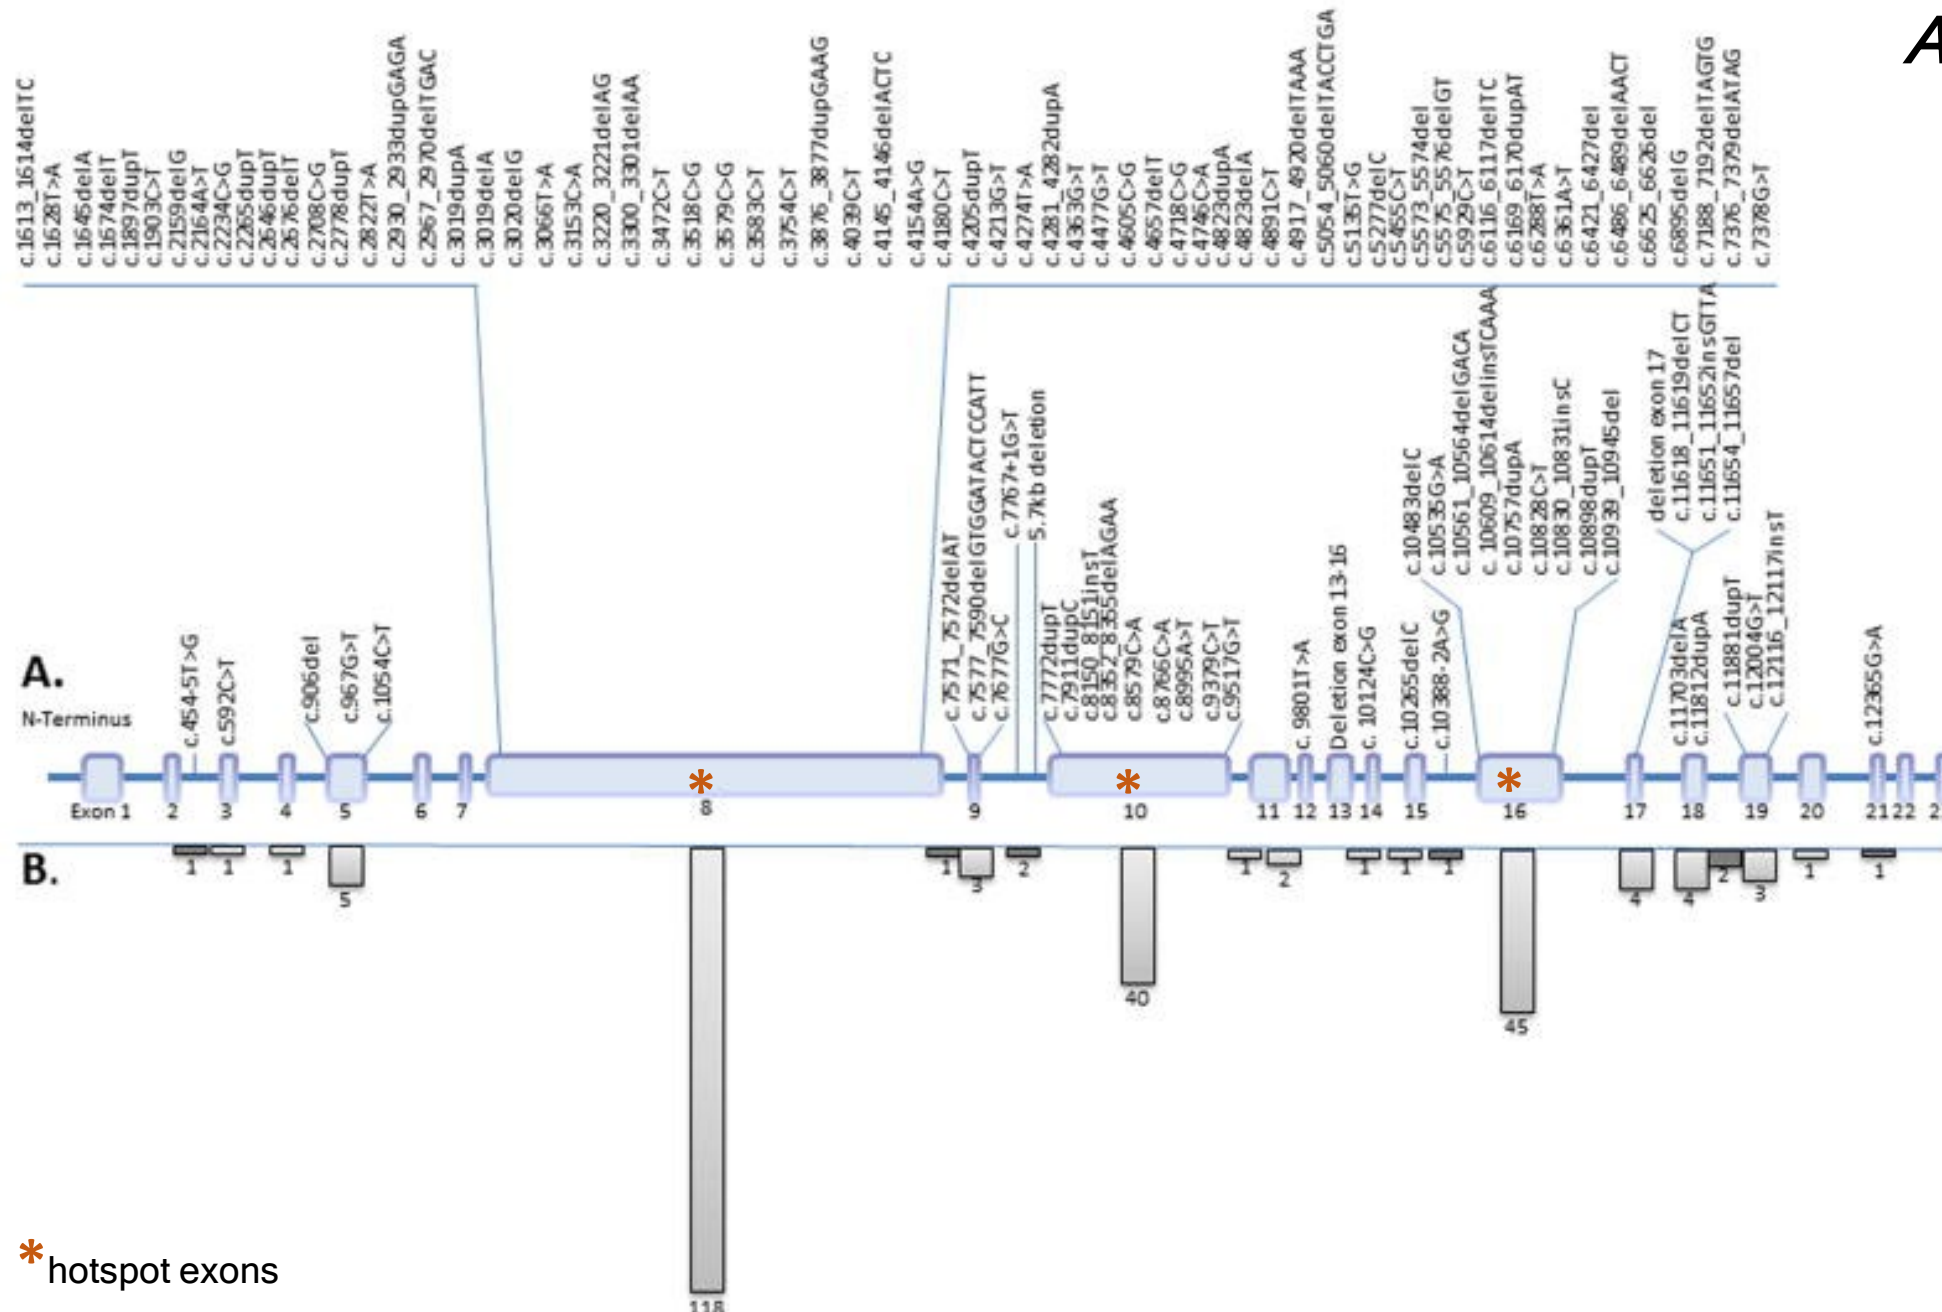 A
c.1613_1614delTC
c.1628T>A
c.1645delA
c.1674delT
c.1897dupT
c.1903C>T
c.2159delG
c.2164A>T
c.2234C>G
c.2265dupT
c.2646dupT
c.2676delT
c.2708C>G
c.2778dupT
c.2822T>A
c.2930_2933dupGAGA
c.2967_2970delTGAC
c.3019dupA
c.3019delA
c.3020delG
c.3066T>A
c.3153C>A
c.3220_3221delAG
c.3300_3301delAA
c.3472C>T
c.3518C>G
c.3579C>G
c.3583C>T
c.3754C>T
c.3876_3877dupGAAG
c.4039C>T
c.4145_4146delACTC
c.4154A>G
c.4180C>T
c.4205dupT
c.4213G>T
c.4274T>A
c.4281_4282dupA
c.4363G>T
c.4477G>T
c.4605C>G
c.4657delT
c.4718C>G
c.4746C>A
c.4823dupA
c.4823delA
c.4891C>T
c.4917_4920delTAAA
c.5054_5060delTACCTGA
c.5135T>G
c.5277delC
c.5455C>T
c.5573_5574del
c.5575_5576delGT
c.5929C>T
c.6116_6117delTC
c.6169_6170dupAT
c.6288T>A
c.6361A>T
c.6421_6427del
c.6486_6489delAACT
c.6625_6626del
c.6895delG
c.7188_7192delTAGTG
c.7376_7379delATAG
c.7378G>T
A.
N-Terminus
c.454-5T>G
c.592C>T
c.906del
c.967G>T
c.1054C>T
c.7571_7572delAT
c.7577_7590delGTGGATACTCCATT
c.7677G>C
c.7767+1G>T
5.7kb deletion
c.7772dupT
c.7911dupC
c.8150_8151insT
c.8352_8355delAGAA
c.8579C>A
c.8766C>A
c.8995A>T
c.9379C>T
c.9517G>T
c. 9801T>A
Deletion exon 13-16
c. 10124C>G
c.10265delC
c.10388-2A>G
c.10483delC
c.10535G>A
c.10561_10564delGACA
c. 10609_10614delinsTCAAA
c.10757dupA
c.10828C>T
c.10830_10831insC
c.10898dupT
c.10939_10945del
deletion exon 17
c.11618_11619delCT
c.11651_11652insGTTA
c.11654_11657del
c.11703delA
c.11812dupA
c.11881dupT
c.12004G>T
c.12116_12117insT
c.12365G>A
* * *
Exon 1 2 3 4 5 6 7 8 9 10 11 12 13 14 15 16 17 18 19 20 21 22 2
B.
1 1 1 5 118 1 3 2 40 1 2 1 1 1 45 4 4 2 3 1 1
* hotspot exons